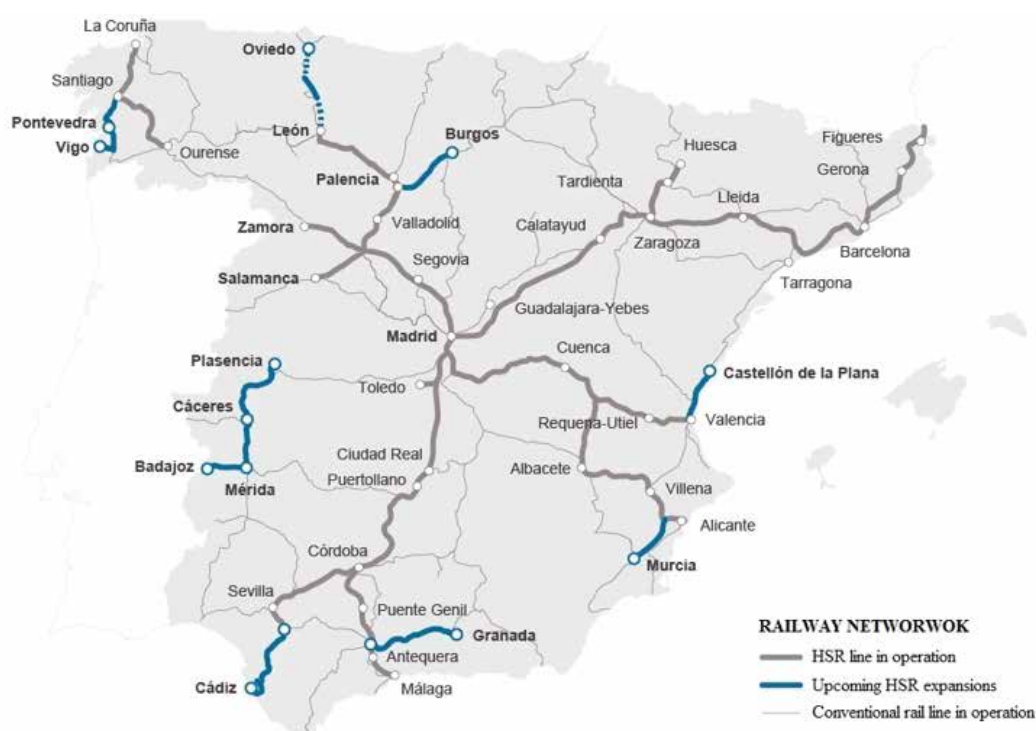 La Coruña
Oviedo
Santiago
Pontevedra
León
Burgos
Vigo
Ourense
Huesca
Figueres
Gerona
Palencia
Tardienta
Lleida
Zamora
Valladolid
Calatayud
Zaragoza
Barcelona
Segovia
Salamanca
Tarragona
Guadalajara-Yebes
Madrid
Cuenca
Plasencia
Castellón de la Plana
Toledo
Cáceres
Requena-Utiel
Valencia
Ciudad Real
Badajoz
Albacete
Puertollano
Mérida
Villena
Alicante
Córdoba
Murcia
Sevilla
Puente Genil
Granada
Antequera
Cádiz
Málaga
RAILWAY NETWORWOK
HSR line in operation
Upcoming HSR expansions
Conventional rail line in operation